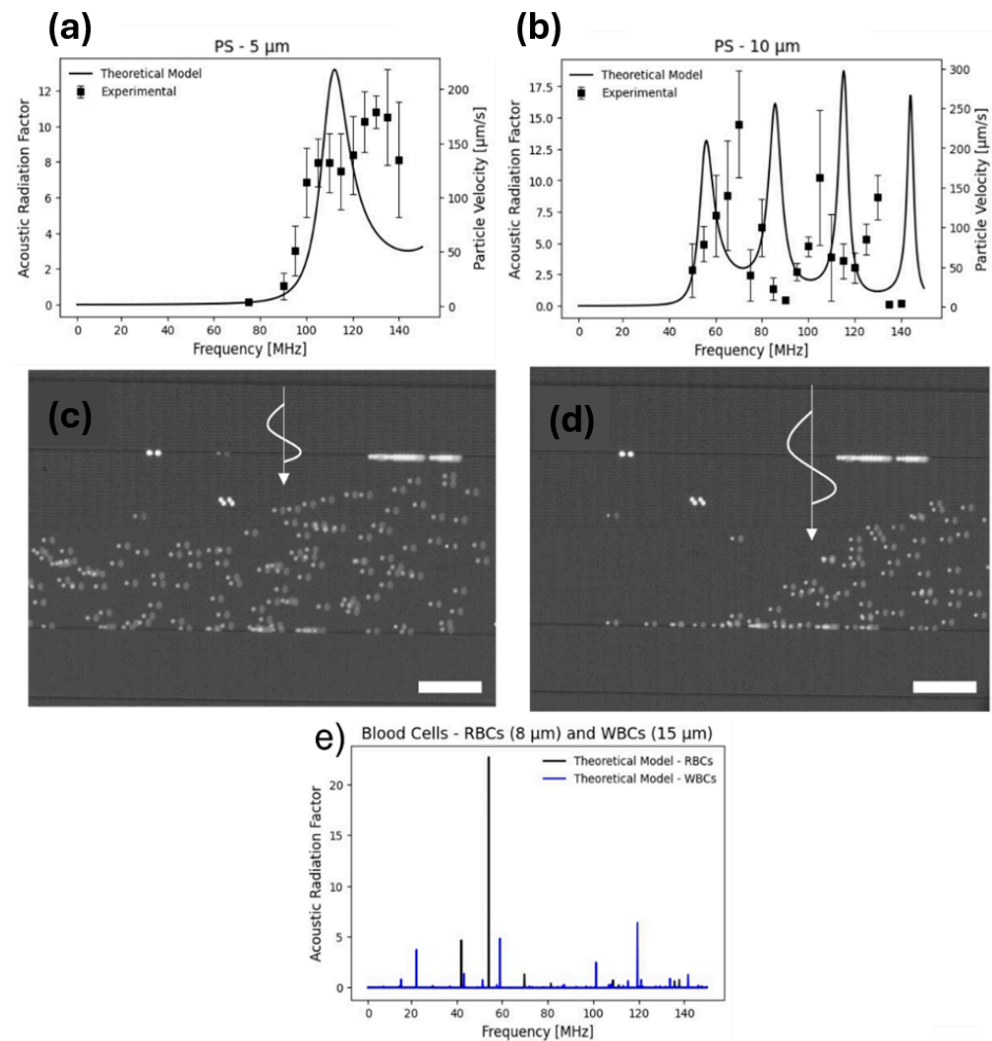 (a)
PS - 5 μm
Theoretical Model
Experimental
Acoustic Radiation Factor
12
10
8
6
4
2
0
200
150
100
50
0
Particle Velocity [μm/s]
0 20 40 60 80 100 120 140
Frequency [MHz]
(b)
PS - 10 μm
Theoretical Model
Experimental
Acoustic Radiation Factor
17.5
15.0
12.5
10.0
7.5
5.0
2.5
0.0
300
250
200
150
100
50
0
Particle Velocity [μm/s]
0 20 40 60 80 100 120 140
Frequency [MHz]
(c)
(d)
e)
Blood Cells - RBCs (8 μm) and WBCs (15 μm)
Theoretical Model - RBCs
Theoretical Model - WBCs
Acoustic Radiation Factor
20
15
10
5
0
0 20 40 60 80 100 120 140
Frequency [MHz]